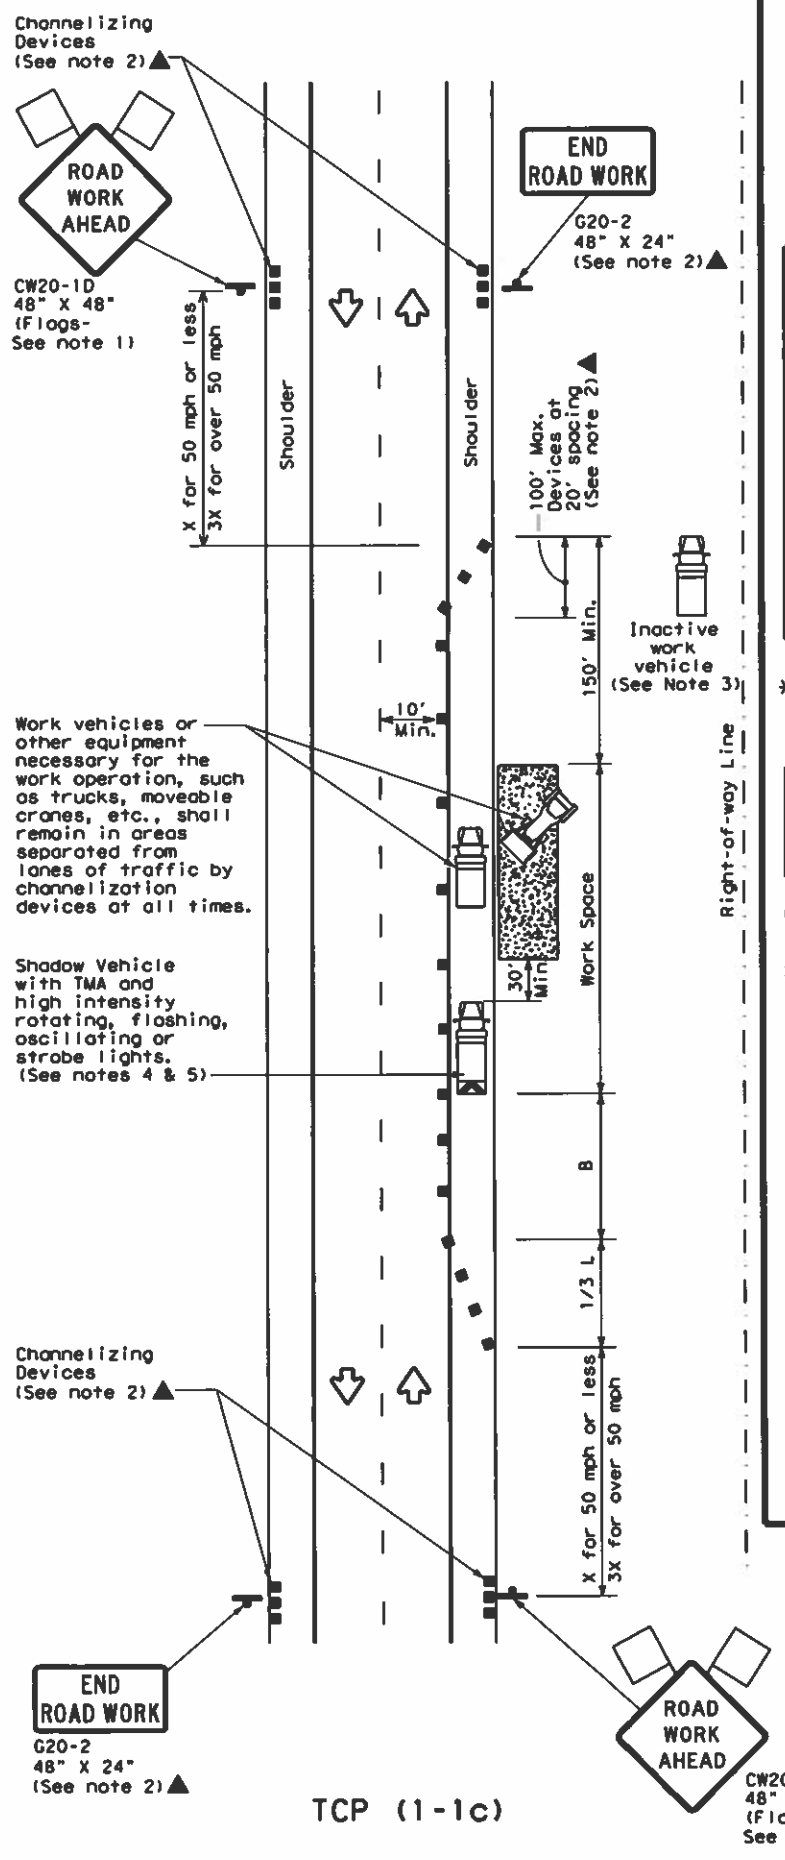 Channelizing
Devices
(See note 2)
ROAD
WORK
AHEAD
CW20-1D
48" X 48"
(Flags-
See note 1)
END
ROAD WORK
G20-2
48" X 24"
(See note 2)
X for 50 mph or less
3X for over 50 mph
Shoulder
Shoulder
100' Max.
Devices at
20' spacing
(See note 2)
150' Min.
Inactive
work
vehicle
(See Note 3)
10'
Min.
Right-of-way Line
Work vehicles or
other equipment
necessary for the
work operation, such
as trucks, moveable
cranes, etc., shall
remain in areas
separated from
lanes of traffic by
channelization
devices at all times.
Work Space
30'
Min.
Shadow Vehicle
with TMA and
high intensity
rotating, flashing,
oscillating or
strobe lights.
(See notes 4 & 5)
B
1/3 L
Channelizing
Devices
(See note 2)
X for 50 mph or less
3X for over 50 mph
END
ROAD WORK
G20-2
48" X 24"
(See note 2)
ROAD
WORK
AHEAD
CW20
48"
(Fla
See
TCP (1-1c)